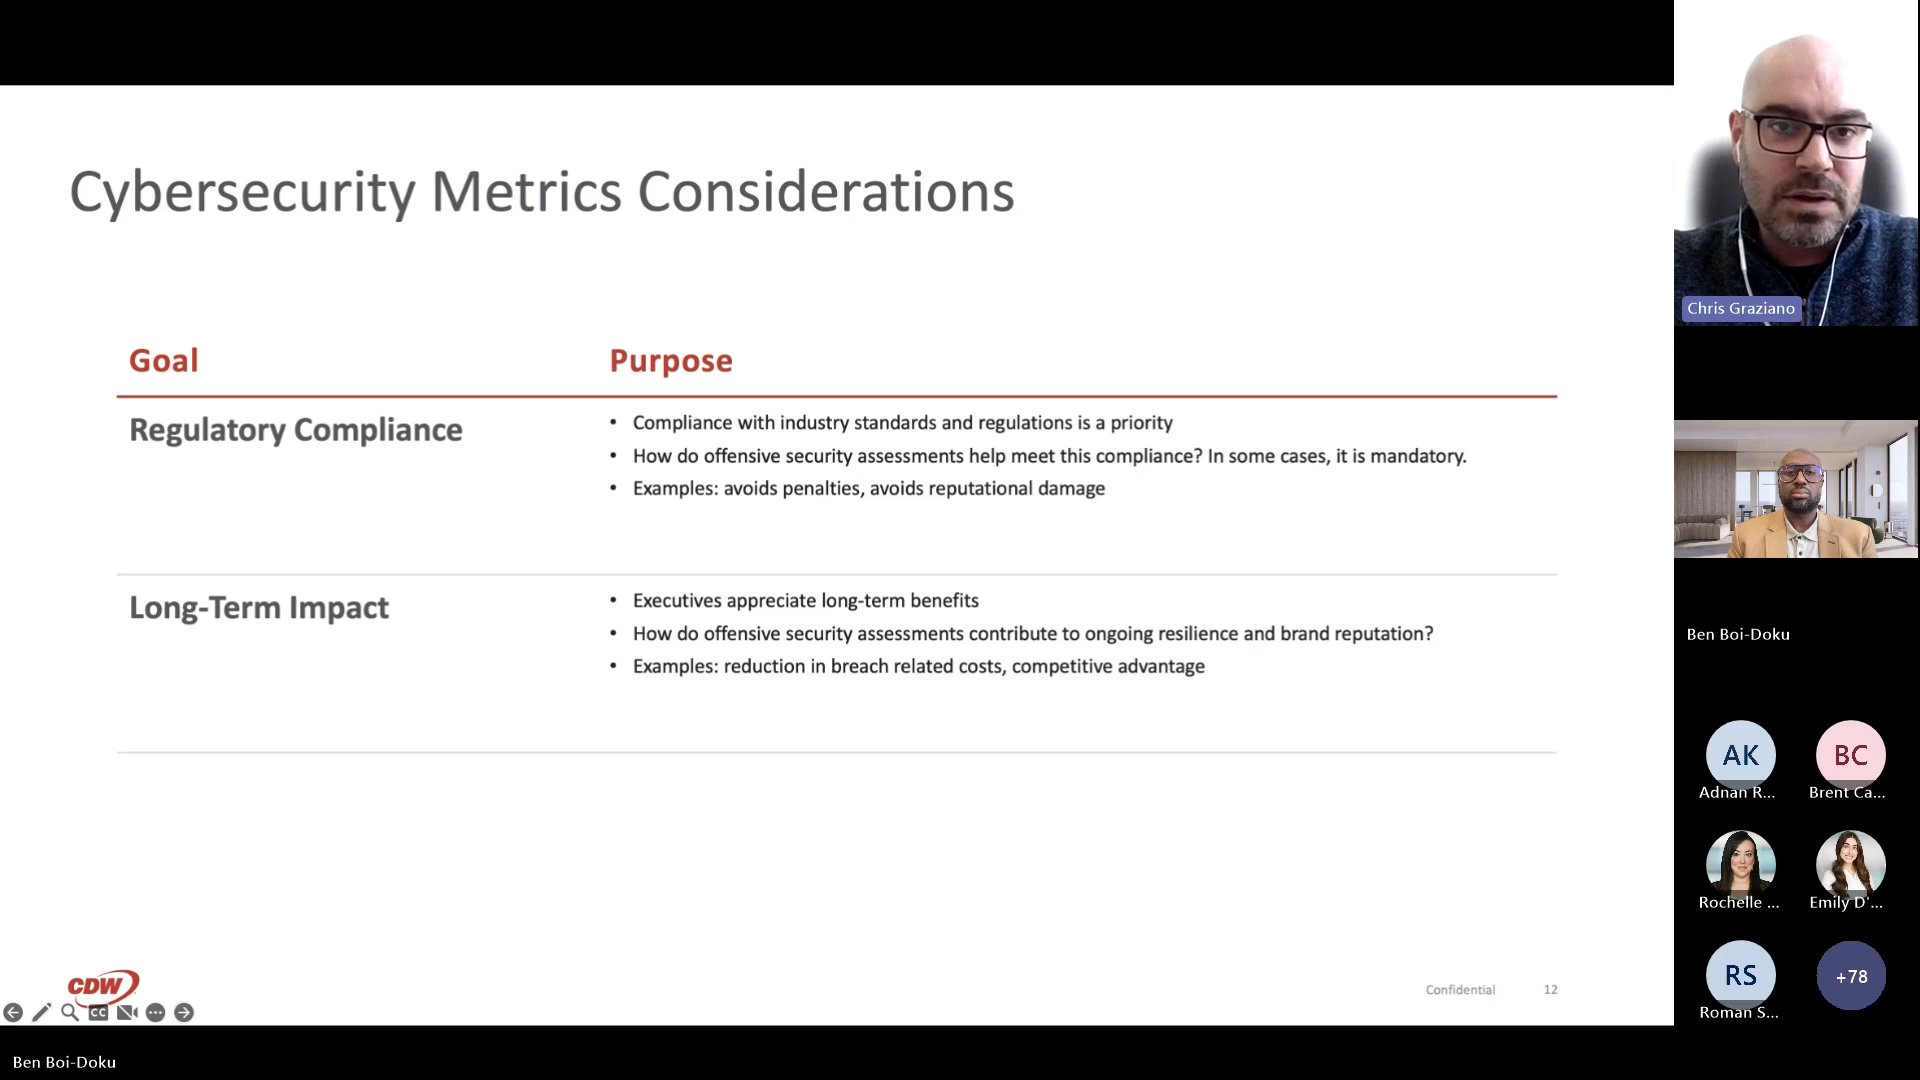 Cybersecurity Metrics Considerations
Goal
Purpose
Regulatory Compliance
• Compliance with industry standards and regulations is a priority
• How do offensive security assessments help meet this compliance? In some cases, it is mandatory.
• Examples: avoids penalties, avoids reputational damage
Long-Term Impact
• Executives appreciate long-term benefits
• How do offensive security assessments contribute to ongoing resilience and brand reputation?
• Examples: reduction in breach related costs, competitive advantage
CDW
Confidential
12
CC
Ben Boi-Doku
Chris Graziano
Ben Boi-Doku
AK
Adnan R...
BC
Brent Ca...
Rochelle ...
Emily D'...
RS
Roman S...
+78